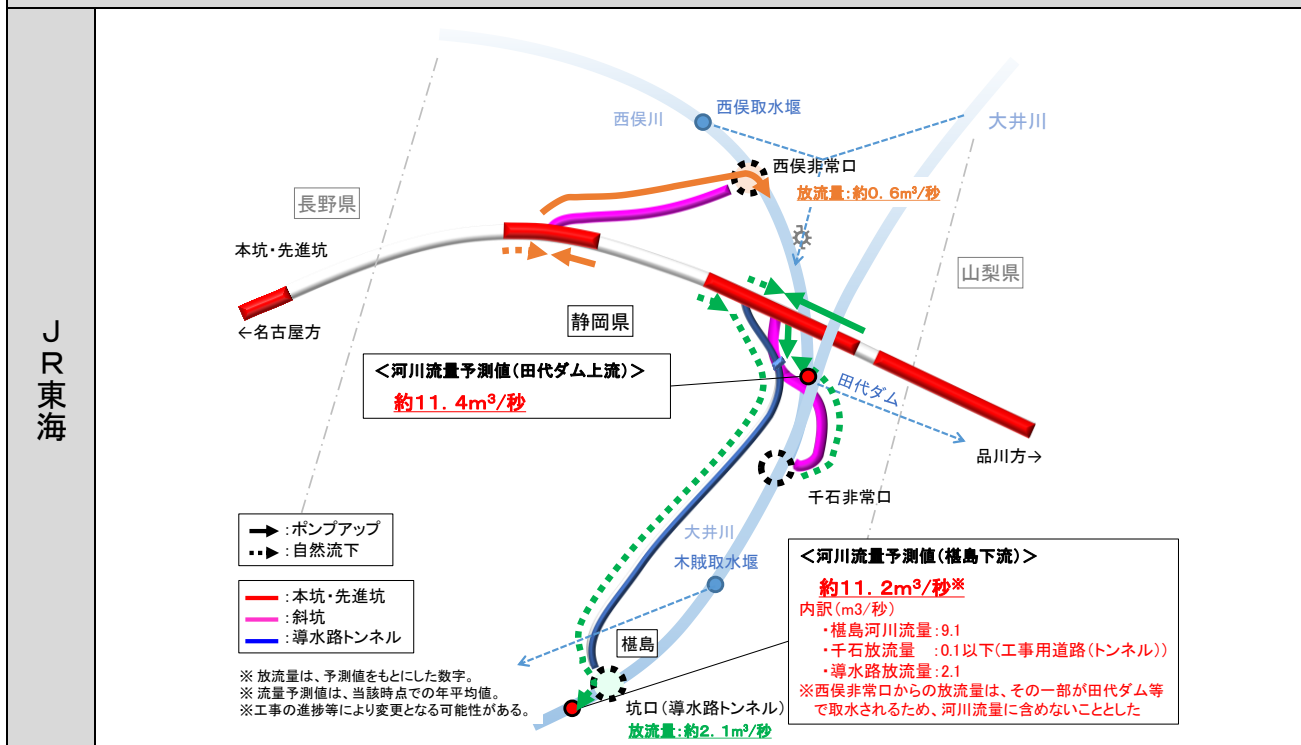 JR東海
西俣川
西俣取水堰
大井川
西俣非常口
放流量:約0.6m³/秒
長野県
本坑・先進坑
山梨県
←名古屋方
静岡県
<河川流量予測値(田代ダム上流)>
約11.4m³/秒
田代ダム
品川方→
千石非常口
:ポンプアップ
:自然流下
大井川
木賊取水堰
:本坑・先進坑
:斜坑
:導水路トンネル
<河川流量予測値(椹島下流)>
約11.2m³/秒※
内訳(m3/秒)
・椹島河川流量:9.1
・千石放流量 :0.1以下(工事用道路(トンネル))
・導水路放流量:2.1
※西俣非常口からの放流量は、その一部が田代ダム等
で取水されるため、河川流量に含めないこととした
椹島
※ 放流量は、予測値をもとにした数字。
※ 流量予測値は、当該時点での年平均値。
※工事の進捗等により変更となる可能性がある。
坑口(導水路トンネル)
放流量:約2.1m³/秒